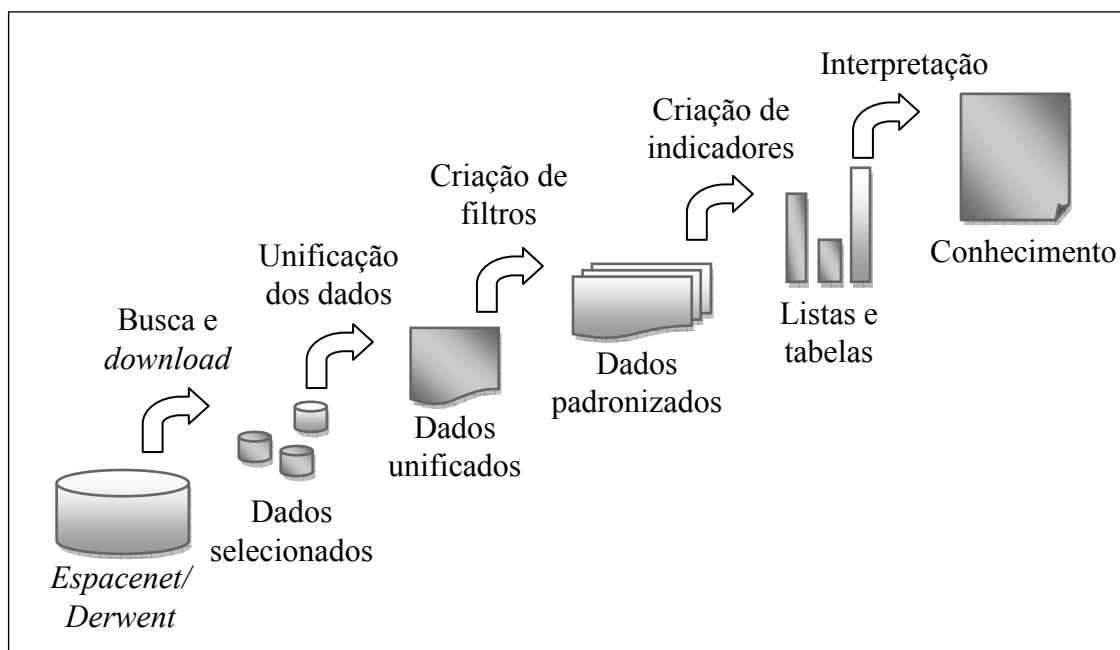 Espacenet/
Derwent
Busca e
download
Dados
selecionados
Unificação
dos dados
Dados
unificados
Criação de
filtros
Dados
padronizados
Criação de
indicadores
Listas e
tabelas
Interpretação
Conhecimento